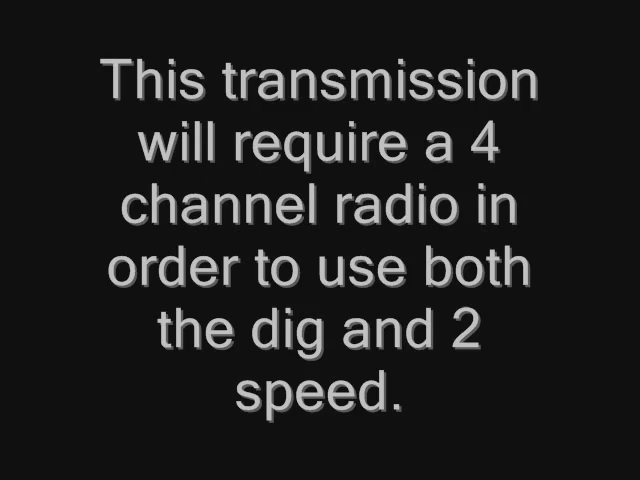 This transmission
will require a 4
channel radio in
order to use both
the dig and 2
speed.